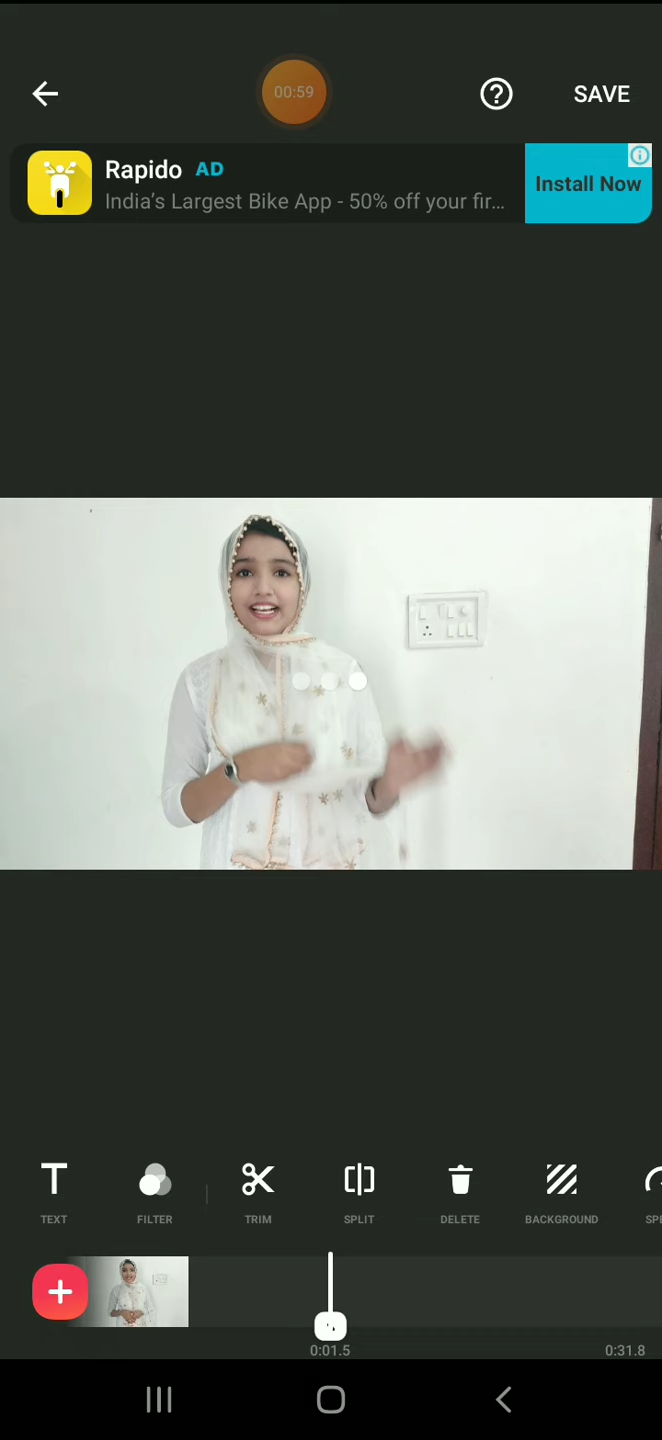 00:59
SAVE
Rapido AD
India's Largest Bike App - 50% off your fir...
Install Now
TEXT
FILTER
TRIM
SPLIT
DELETE
BACKGROUND
SPE
0:01.5
0:31.8